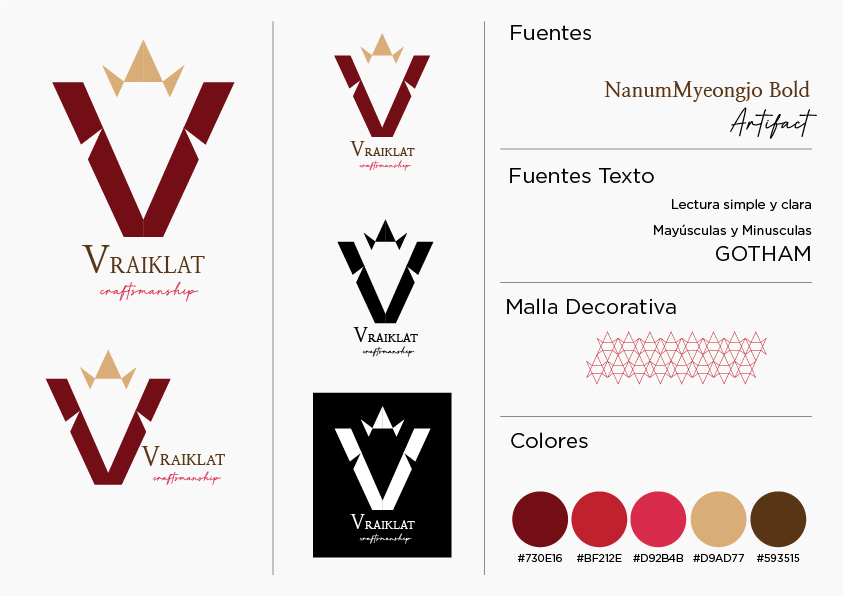 VRAIKLAT
craftsmanship
VRAIKLAT
craftsmanship
VRAIKLAT
craftsmanship
VRAIKLAT
craftsmanship
VRAIKLAT
craftsmanship
Fuentes
NanumMyeongjo Bold
Artifact
Fuentes Texto
Lectura simple y clara
Mayúsculas y Minusculas
GOTHAM
Malla Decorativa
Colores
#730E16 #BF212E #D92B4B #D9AD77 #593515